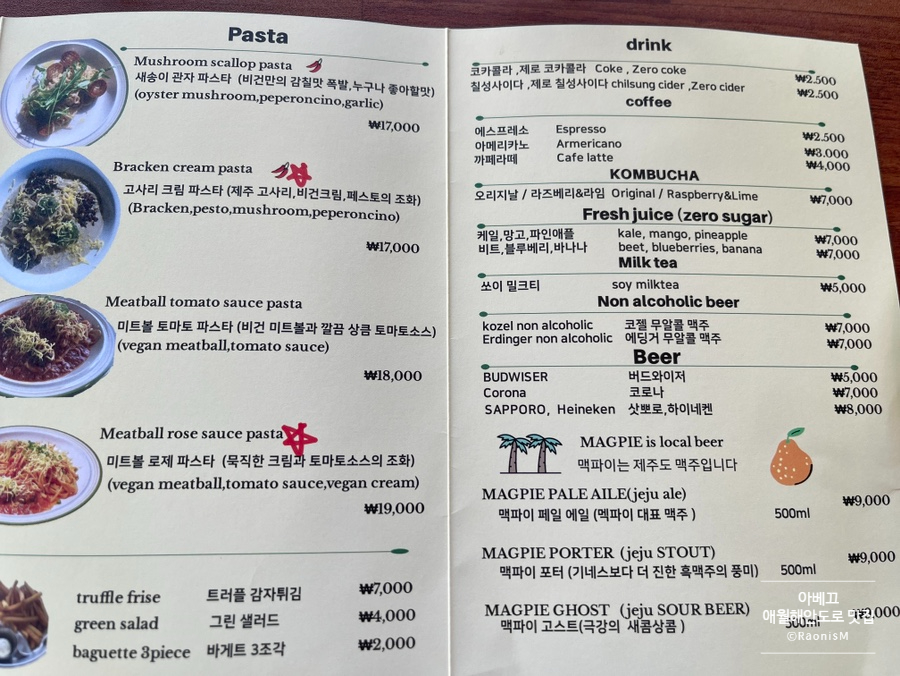 Pasta
Mushroom scallop pasta
새송이 관자 파스타 (비건만의 감칠맛 폭발,누구나 좋아할맛)
(oyster mushroom,peperoncino,garlic)
₩17,000
Bracken cream pasta
고사리 크림 파스타 (제주 고사리,비건크림,페스토의 조화)
(Bracken,pesto,mushroom,peperoncino)
₩17,000
Meatball tomato sauce pasta
미트볼 토마토 파스타 (비건 미트볼과 깔끔 상큼 토마토소스)
(vegan meatball,tomato sauce)
₩18,000
Meatball rose sauce pasta
미트볼 로제 파스타 (묵직한 크림과 토마토소스의 조화)
(vegan meatball,tomato sauce,vegan cream)
₩19,000
truffle frise 트러플 감자튀김 ₩7,000
green salad 그린 샐러드 ₩4,000
baguette 3piece 바게트 3조각 ₩2,000
drink
코카콜라 ,제로 코카콜라 Coke , Zero coke ₩2.500
칠성사이다 ,제로 칠성사이다 chilsung cider ,Zero cider ₩2.500
coffee
에스프레소 Espresso ₩2.500
아메리카노 Armericano ₩3.000
까페라떼 Cafe latte ₩4,000
KOMBUCHA
오리지날 / 라즈베리&라임 Original / Raspberry&Lime ₩7,000
Fresh juice (zero sugar)
케일,망고,파인애플 kale, mango, pineapple ₩7,000
비트,블루베리,바나나 beet, blueberries, banana ₩7,000
Milk tea
쏘이 밀크티 soy milktea ₩5,000
Non alcoholic beer
kozel non alcoholic 코젤 무알콜 맥주 ₩7,000
Erdinger non alcoholic 에딩거 무알콜 맥주 ₩7,000
Beer
BUDWISER 버드와이저 ₩5,000
Corona 코로나 ₩7,000
SAPPORO, Heineken 삿뽀로,하이네켄 ₩8,000
MAGPIE is local beer
맥파이는 제주도 맥주입니다
MAGPIE PALE AILE(jeju ale) ₩9,000
맥파이 페일 에일 (멕파이 대표 맥주 ) 500ml
MAGPIE PORTER (jeju STOUT) ₩9,000
맥파이 포터 (기네스보다 더 진한 흑맥주의 풍미) 500ml
MAGPIE GHOST (jeju SOUR BEER)
맥파이 고스트(극강의 새콤상콤 ) 500ml
아베끄
애월해안도로 맛집
©RaonisM